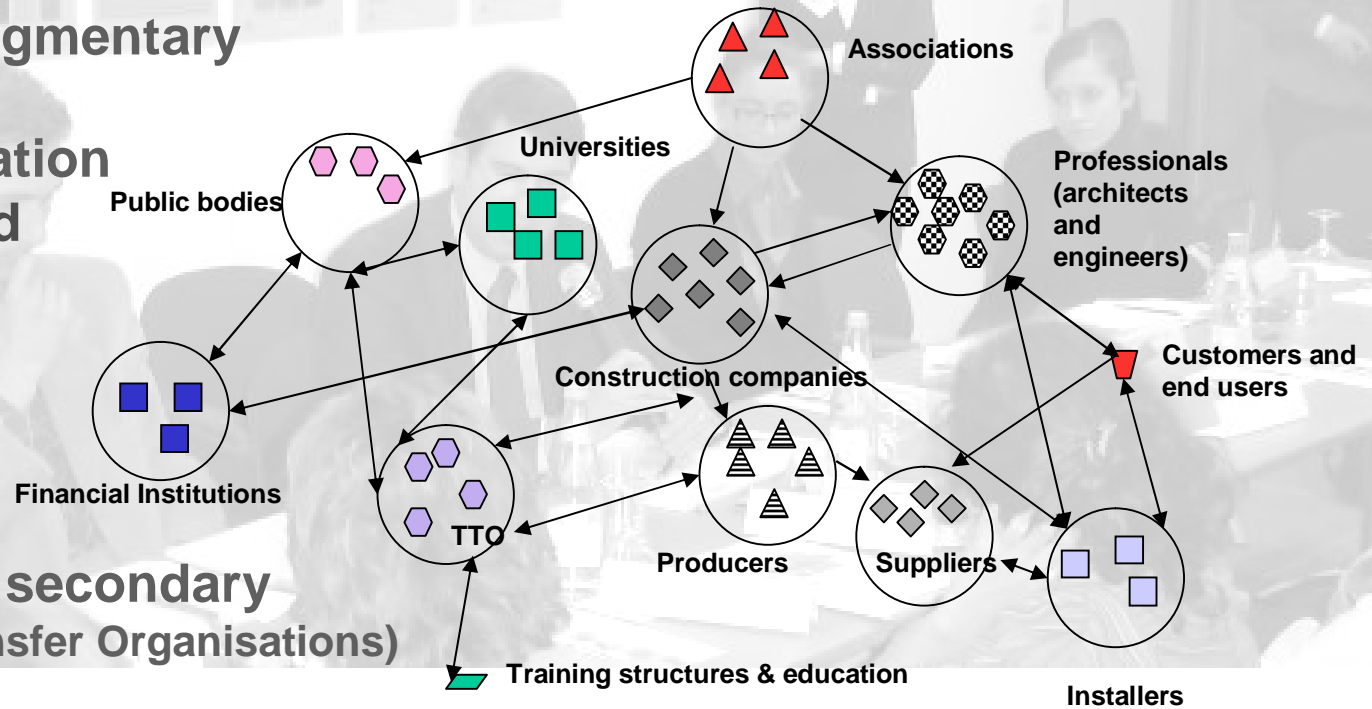 gmentary
Associations
ation
d
Universities
Public bodies
Professionals
(architects
and
engineers)
Customers and
end users
Construction companies
Financial Institutions
TTO
Producers
Suppliers
secondary
nsfer Organisations)
Training structures & education
Installers